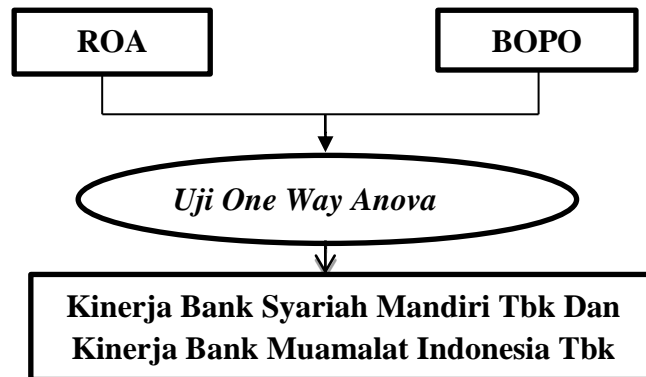 ROA
BOPO
Uji One Way Anova
Kinerja Bank Syariah Mandiri Tbk Dan
Kinerja Bank Muamalat Indonesia Tbk